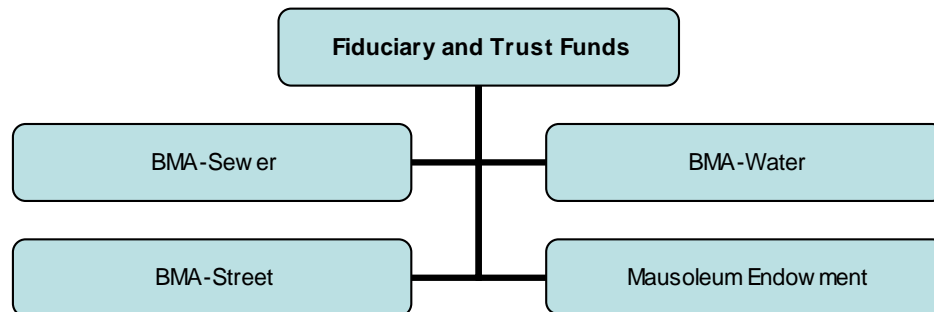 Fiduciary and Trust Funds
BMA-Sewer
BMA-Water
BMA-Street
Mausoleum Endowment